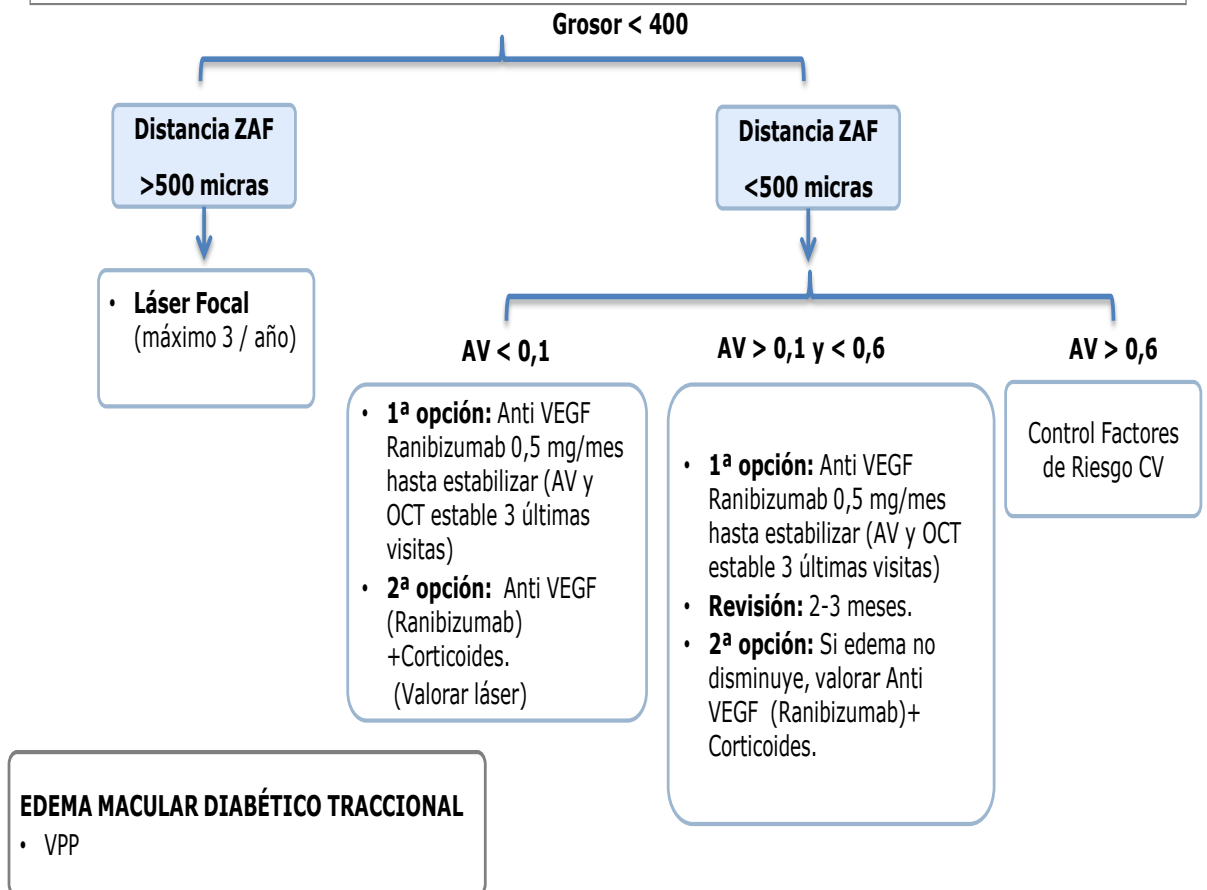 Grosor < 400
Distancia ZAF
>500 micras
Distancia ZAF
<500 micras
• Láser Focal
(máximo 3 / año)
AV < 0,1
AV > 0,1 y < 0,6
AV > 0,6
• 1ª opción: Anti VEGF
Ranibizumab 0,5 mg/mes
hasta estabilizar (AV y
OCT estable 3 últimas
visitas)
• 2ª opción: Anti VEGF
(Ranibizumab)
+Corticoides.
(Valorar láser)
• 1ª opción: Anti VEGF
Ranibizumab 0,5 mg/mes
hasta estabilizar (AV y OCT
estable 3 últimas visitas)
• Revisión: 2-3 meses.
• 2ª opción: Si edema no
disminuye, valorar Anti
VEGF (Ranibizumab)+
Corticoides.
Control Factores
de Riesgo CV
EDEMA MACULAR DIABÉTICO TRACCIONAL
• VPP